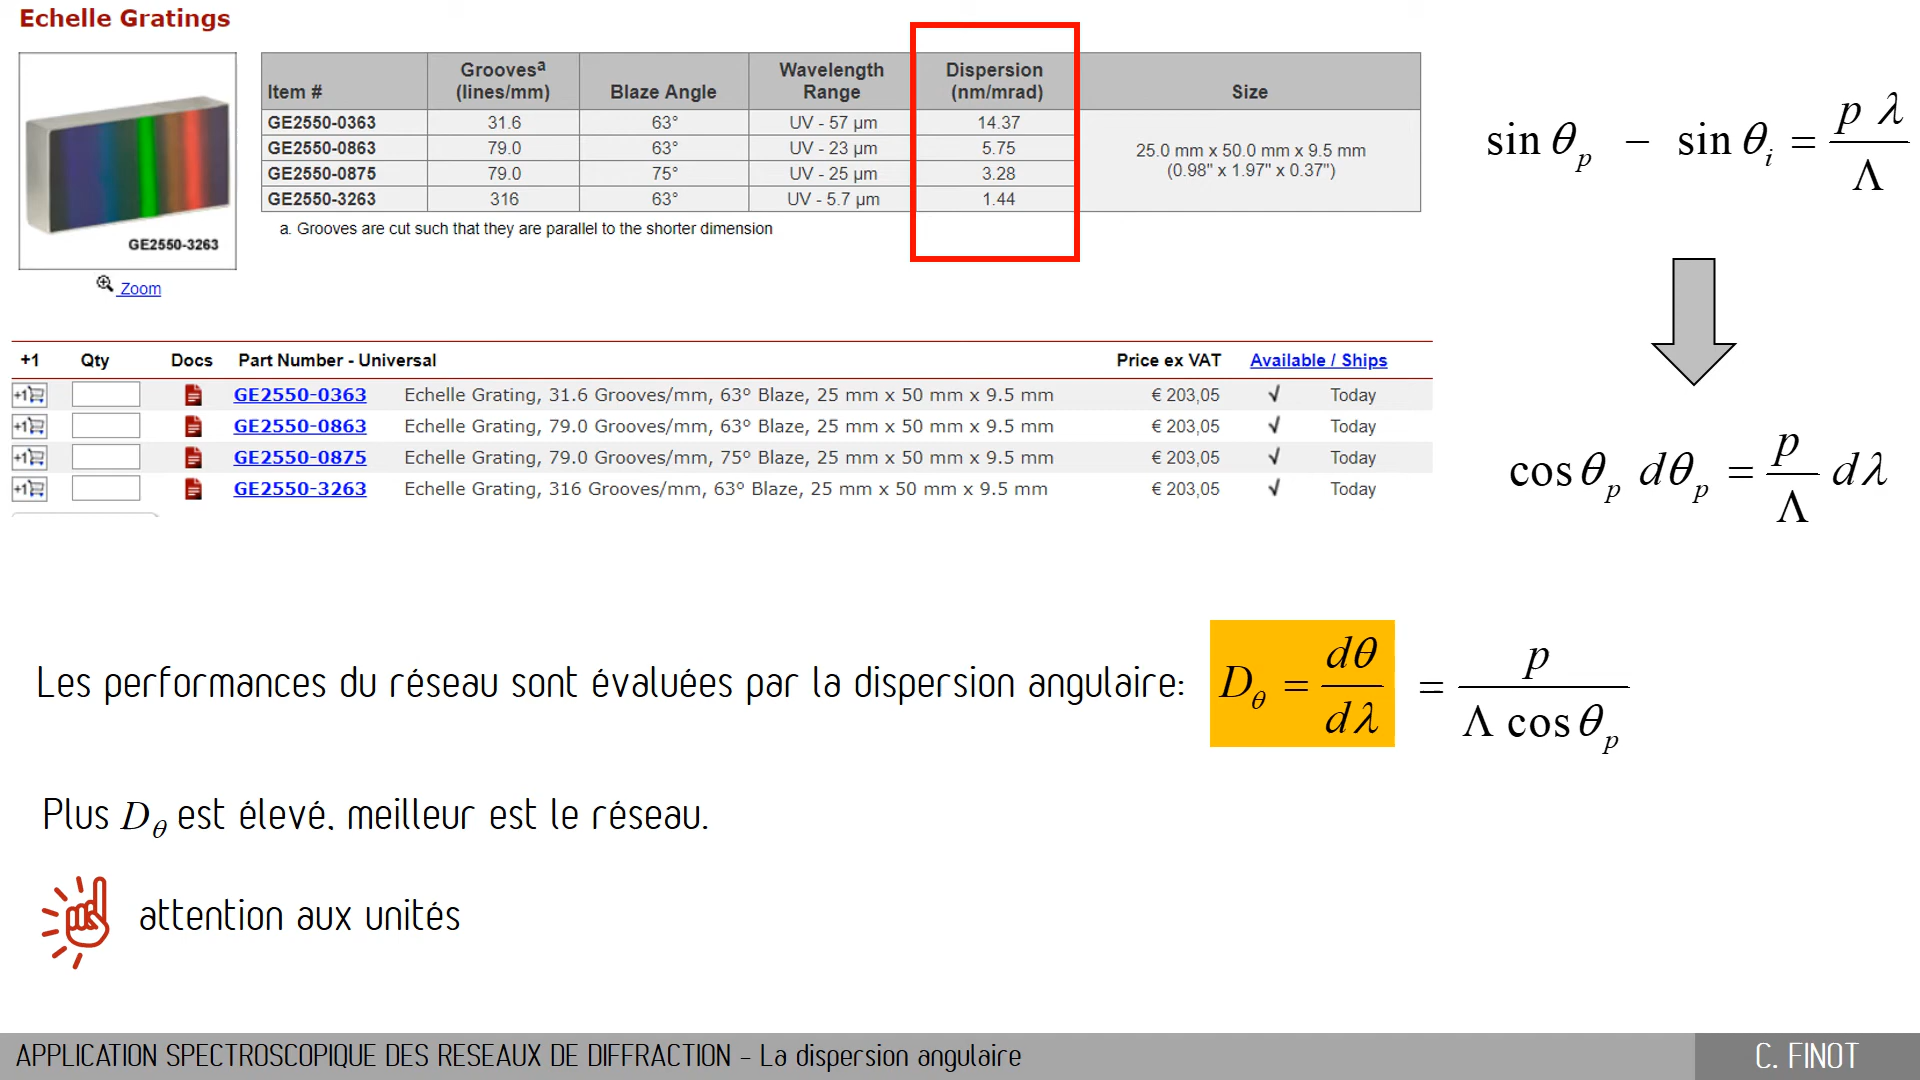 Echelle Gratings
Item # Grooves^a (lines/mm) Blaze Angle Wavelength Range Dispersion (nm/mrad) Size
GE2550-0363 31.6 63° UV - 57 µm 14.37 25.0 mm x 50.0 mm x 9.5 mm (0.98" x 1.97" x 0.37")
GE2550-0863 79.0 63° UV - 23 µm 5.75
GE2550-0875 79.0 75° UV - 25 µm 3.28
GE2550-3263 316 63° UV - 5.7 µm 1.44
a. Grooves are cut such that they are parallel to the shorter dimension
GE2550-3263
Zoom
sin θ_p − sin θ_i = p λ / Λ
+1 Qty Docs Part Number - Universal Price ex VAT Available / Ships
+1 GE2550-0363 Echelle Grating, 31.6 Grooves/mm, 63° Blaze, 25 mm x 50 mm x 9.5 mm € 203,05 √ Today
+1 GE2550-0863 Echelle Grating, 79.0 Grooves/mm, 63° Blaze, 25 mm x 50 mm x 9.5 mm € 203,05 √ Today
+1 GE2550-0875 Echelle Grating, 79.0 Grooves/mm, 75° Blaze, 25 mm x 50 mm x 9.5 mm € 203,05 √ Today
+1 GE2550-3263 Echelle Grating, 316 Grooves/mm, 63° Blaze, 25 mm x 50 mm x 9.5 mm € 203,05 √ Today
cos θ_p dθ_p = p / Λ dλ
Les performances du réseau sont évaluées par la dispersion angulaire: D_θ = dθ / dλ = p / (Λ cos θ_p)
Plus D_θ est élevé, meilleur est le réseau.
attention aux unités
APPLICATION SPECTROSCOPIQUE DES RESEAUX DE DIFFRACTION – La dispersion angulaire
C. FINOT